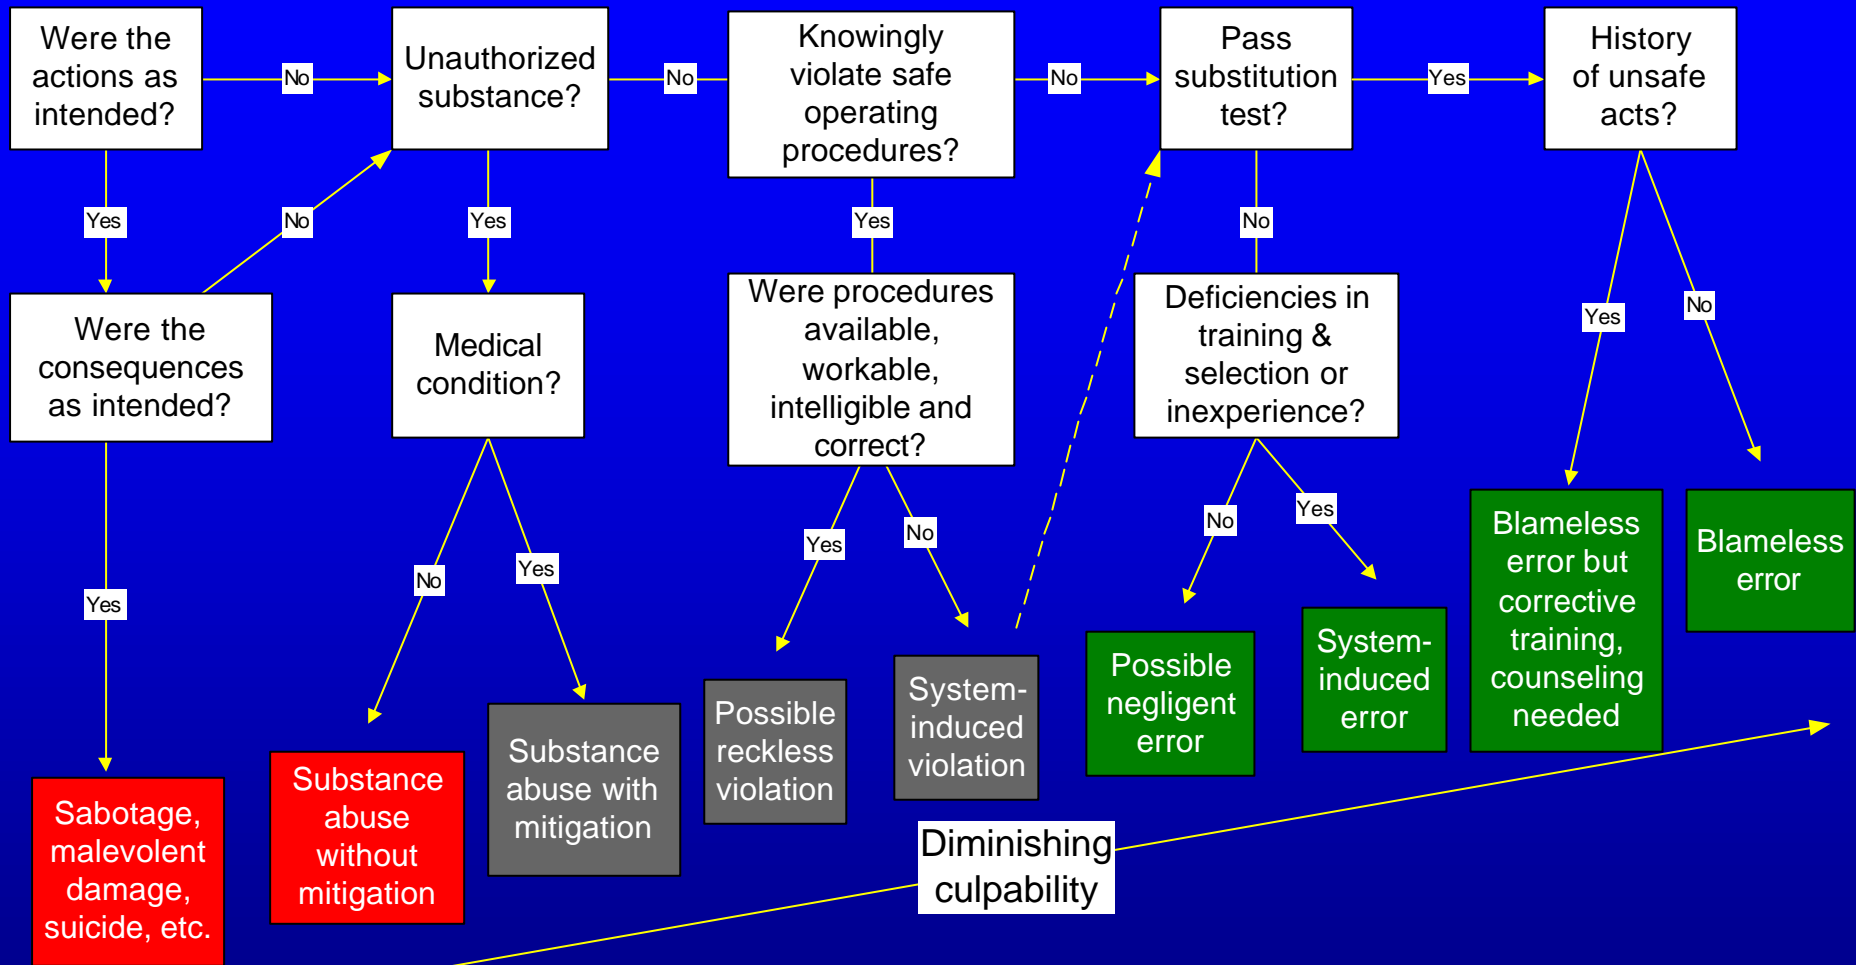 Were the
actions as
intended?
No
Unauthorized
substance?
No
Knowingly
violate safe
operating
procedures?
No
Pass
substitution
test?
Yes
History
of unsafe
acts?
Yes
No
Yes
Yes
No
Yes
No
Were the
consequences
as intended?
Medical
condition?
Were procedures
available,
workable,
intelligible and
correct?
Deficiencies in
training &
selection or
inexperience?
Yes
No
Yes
Yes
No
No
Yes
Sabotage,
malevolent
damage,
suicide, etc.
Substance
abuse
without
mitigation
Substance
abuse with
mitigation
Possible
reckless
violation
System-
induced
violation
Possible
negligent
error
System-
induced
error
Blameless
error but
corrective
training,
counseling
needed
Blameless
error
Diminishing
culpability